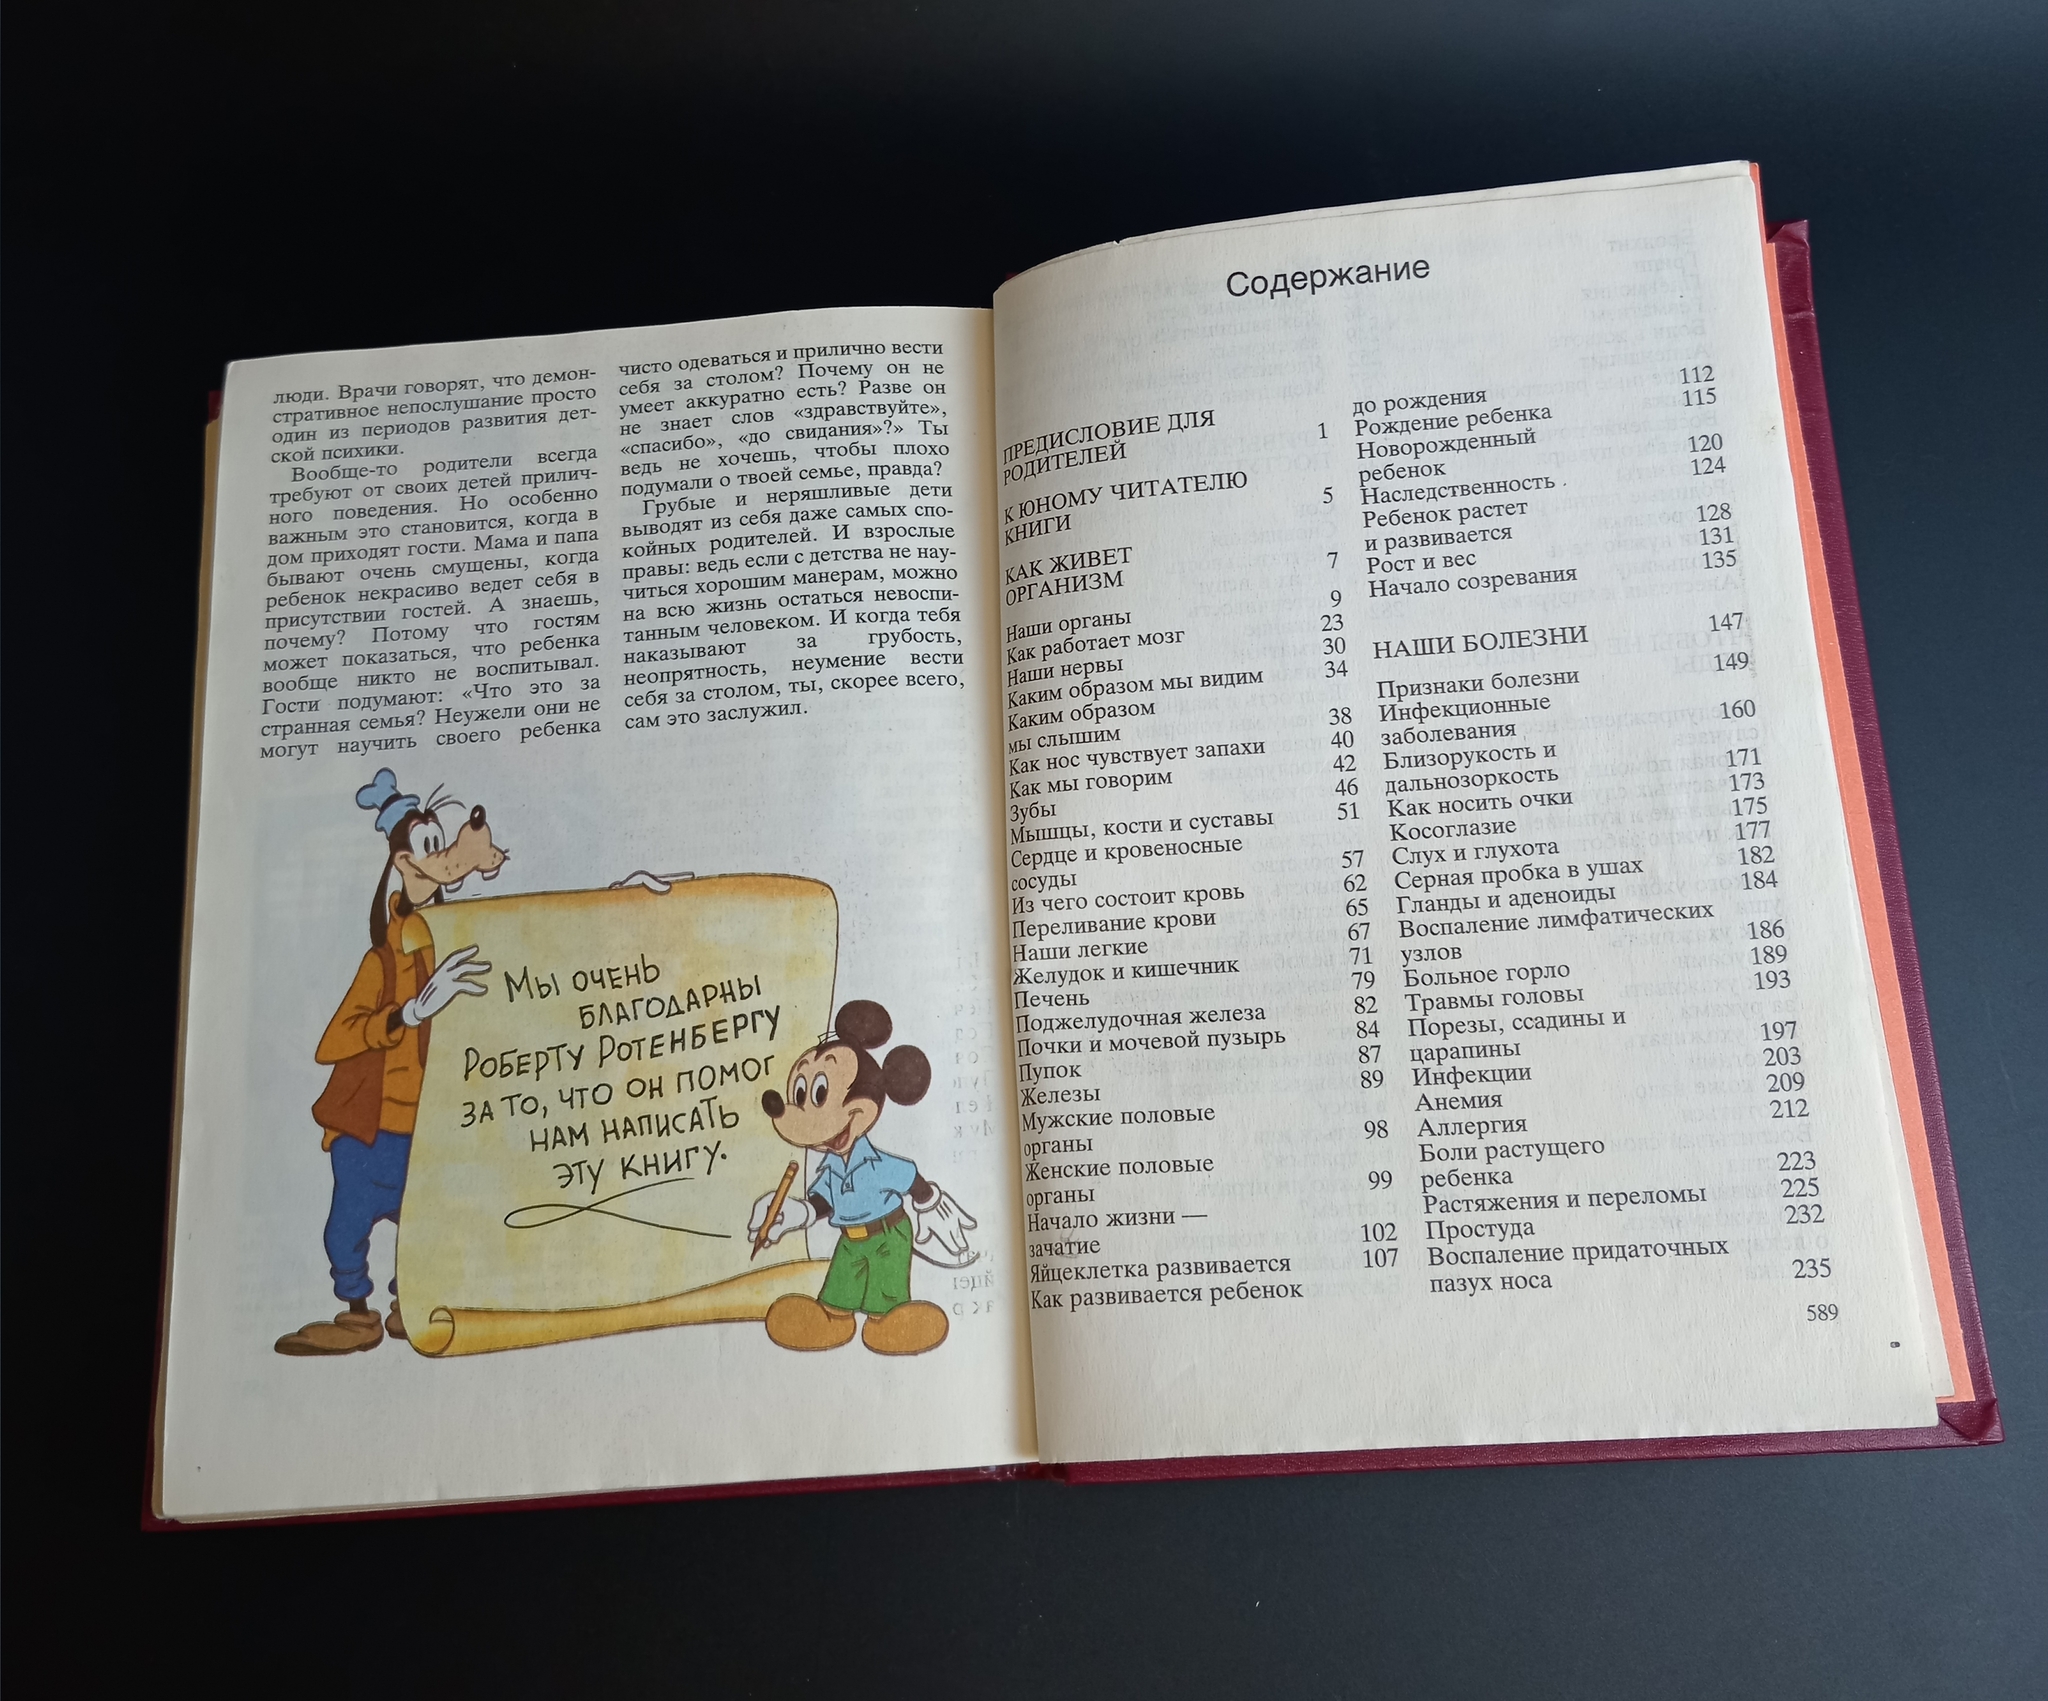 люди. Врачи говорят, что демон-
стративное непослушание просто
один из периодов развития дет-
ской психики.
Вообще-то родители всегда
требуют от своих детей прилич-
ного поведения. Но особенно
важным это становится, когда в
дом приходят гости. Мама и папа
бывают очень смущены, когда
ребенок некрасиво ведет себя в
присутствии гостей. А знаешь,
почему? Потому что гостям
может показаться, что ребенка
вообще никто не воспитывал.
Гости подумают: «Что это за
странная семья? Неужели они не
могут научить своего ребенка
чисто одеваться и прилично вести
себя за столом? Почему он не
умеет аккуратно есть? Разве он
не знает слов «здравствуйте»,
«спасибо», «до свидания»?» Ты
ведь не хочешь, чтобы плохо
подумали о твоей семье, правда?
Грубые и неряшливые дети
выводят из себя даже самых спо-
койных родителей. И взрослые
правы: ведь если с детства не нау-
читься хорошим манерам, можно
на всю жизнь остаться невоспи-
танным человеком. И когда тебя
наказывают за грубость,
неопрятность, неумение вести
себя за столом, ты, скорее всего,
сам это заслужил.
Мы очень
благодарны
Роберту Ротенбергу
за то, что он помог
нам написать
эту книгу.
Содержание
ПРЕДИСЛОВИЕ ДЛЯ
РОДИТЕЛЕЙ 1
К ЮНОМУ ЧИТАТЕЛЮ
КНИГИ 5
КАК ЖИВЕТ
ОРГАНИЗМ 7
Наши органы 9
Как работает мозг 23
Наши нервы 30
Каким образом мы видим 34
Каким образом
мы слышим 38
Как нос чувствует запахи 40
Как мы говорим 42
Зубы 46
Мышцы, кости и суставы 51
Сердце и кровеносные
сосуды 57
Из чего состоит кровь 62
Переливание крови 65
Наши легкие 67
Желудок и кишечник 71
Печень 79
Поджелудочная железа 82
Почки и мочевой пузырь 84
Пупок 87
Железы 89
Мужские половые
органы 98
Женские половые
органы 99
Начало жизни —
зачатие 102
Яйцеклетка развивается 107
Как развивается ребенок
до рождения 112
Рождение ребенка 115
Новорожденный
ребенок 120
Наследственность 124
Ребенок растет
и развивается 128
Рост и вес 131
Начало созревания 135
НАШИ БОЛЕЗНИ 147
Признаки болезни 149
Инфекционные
заболевания 160
Близорукость и
дальнозоркость 171
Как носить очки 173
Косоглазие 175
Слух и глухота 177
Серная пробка в ушах 182
Гланды и аденоиды 184
Воспаление лимфатических
узлов 186
Больное горло 189
Травмы головы 193
Порезы, ссадины и
царапины 197
Инфекции 203
Анемия 209
Аллергия 212
Боли растущего
ребенка 223
Растяжения и переломы 225
Простуда 232
Воспаление придаточных
пазух носа 235
589